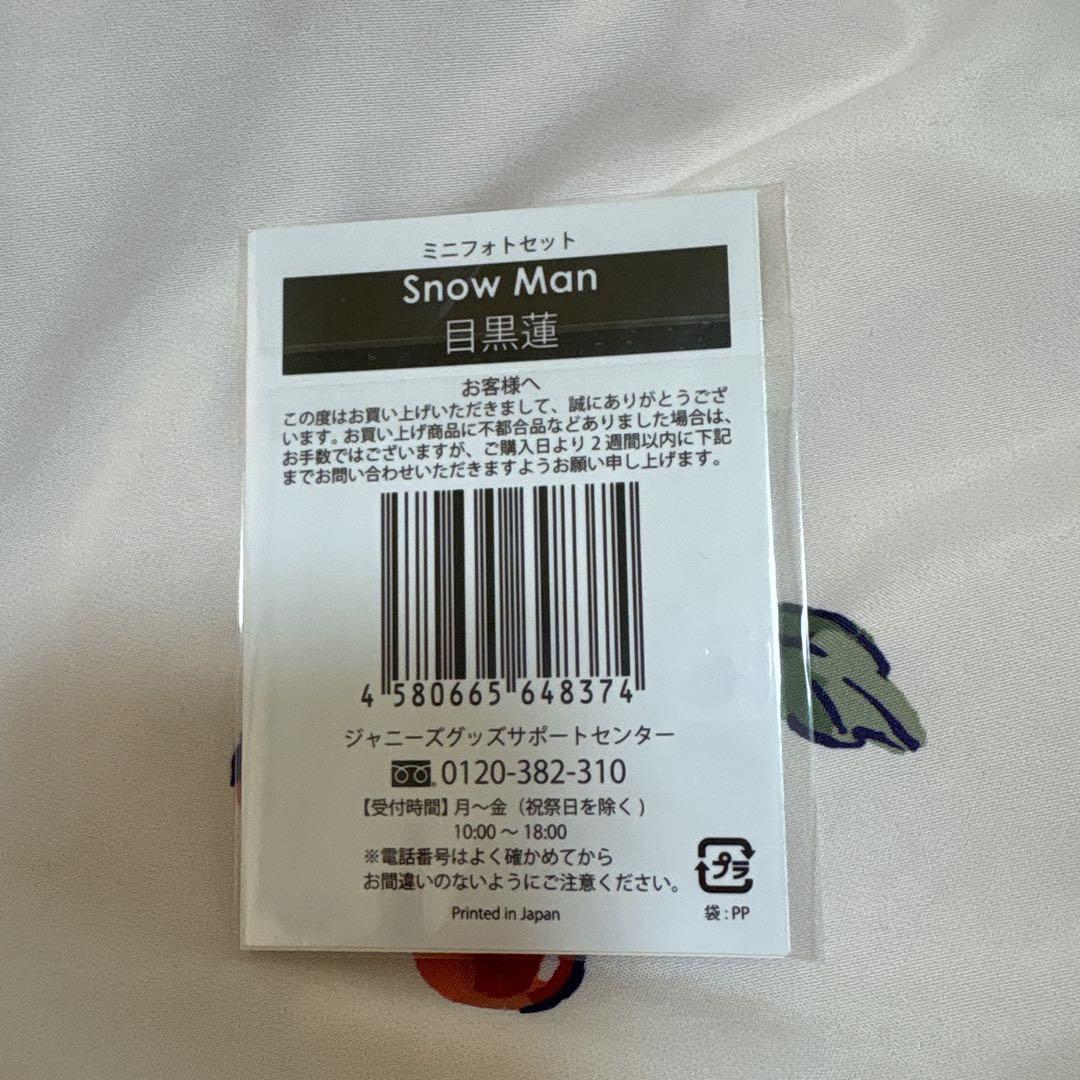 ミニフォトセット
Snow Man
目黒蓮
お客様へ
この度はお買い上げいただきまして、誠にありがとうござ
います。お買い上げ商品に不都合品などありました場合は、
お手数ではございますが、ご購入日より2週間以内に下記
までお問い合わせいただきますようお願い申し上げます。
4 580665 648374
ジャニーズグッズサポートセンター
0120-382-310
【受付時間】月～金（祝祭日を除く)
10:00 ～ 18:00
※電話番号はよく確かめてから
お間違いのないようにご注意ください。
プラ
Printed in Japan
袋 : PP